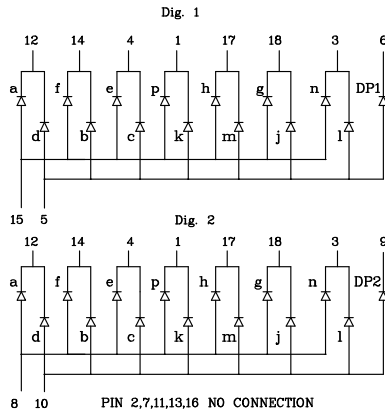 Dig. 1
12 14 4 1 17 18 3 6
a f e p h g n DP1
d b c k m j l
15 5
Dig. 2
12 14 4 1 17 18 3 9
a f e p h g n DP2
d b c k m j l
8 10 PIN 2,7,11,13,16 NO CONNECTION